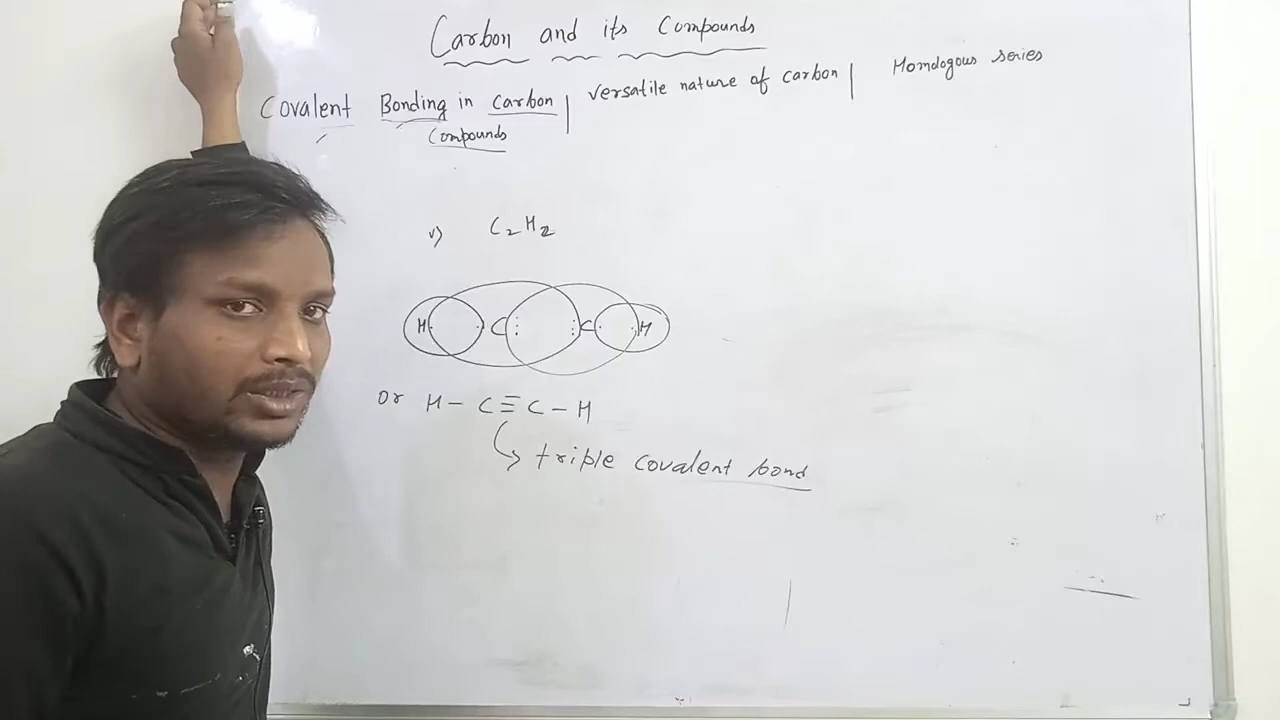 Carbon and its Compounds
Covalent Bonding in carbon | versatile nature of carbon | Homologous series
Compounds
v) C₂H₂
H C C H
Or H - C ≡ C - H
triple covalent bond